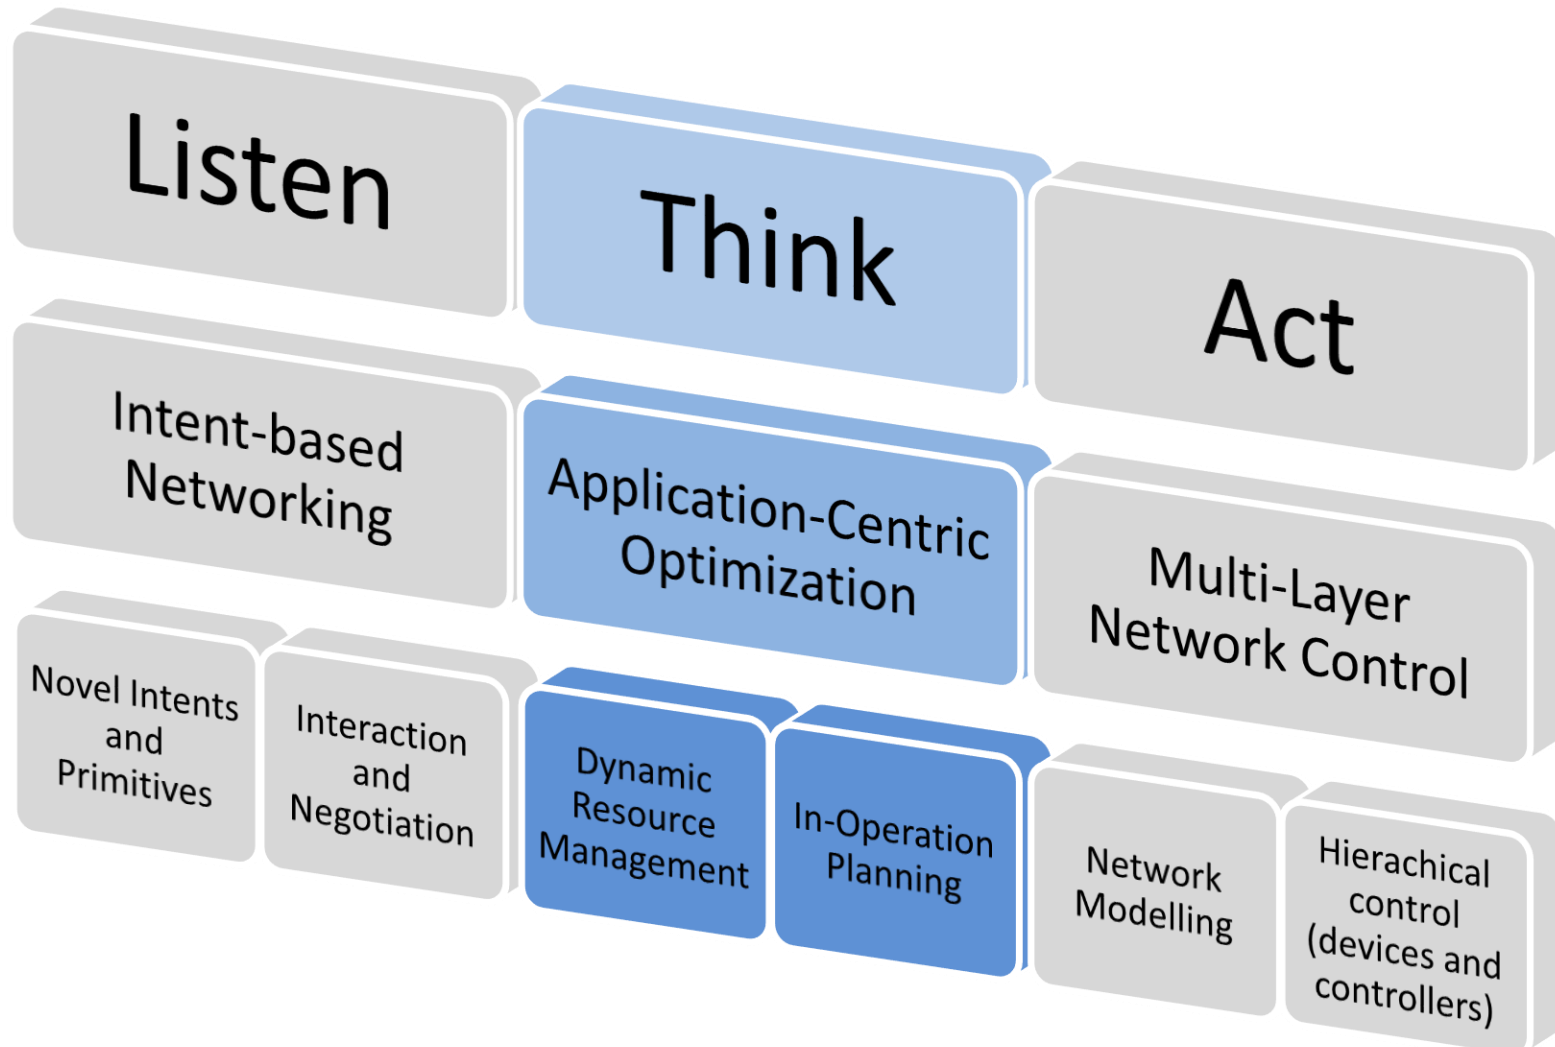 Listen
Think
Act
Intent-based
Networking
Application-Centric
Optimization
Multi-Layer
Network Control
Novel Intents
and
Primitives
Interaction
and
Negotiation
Dynamic
Resource
Management
In-Operation
Planning
Network
Modelling
Hierachical
control
(devices and
controllers)